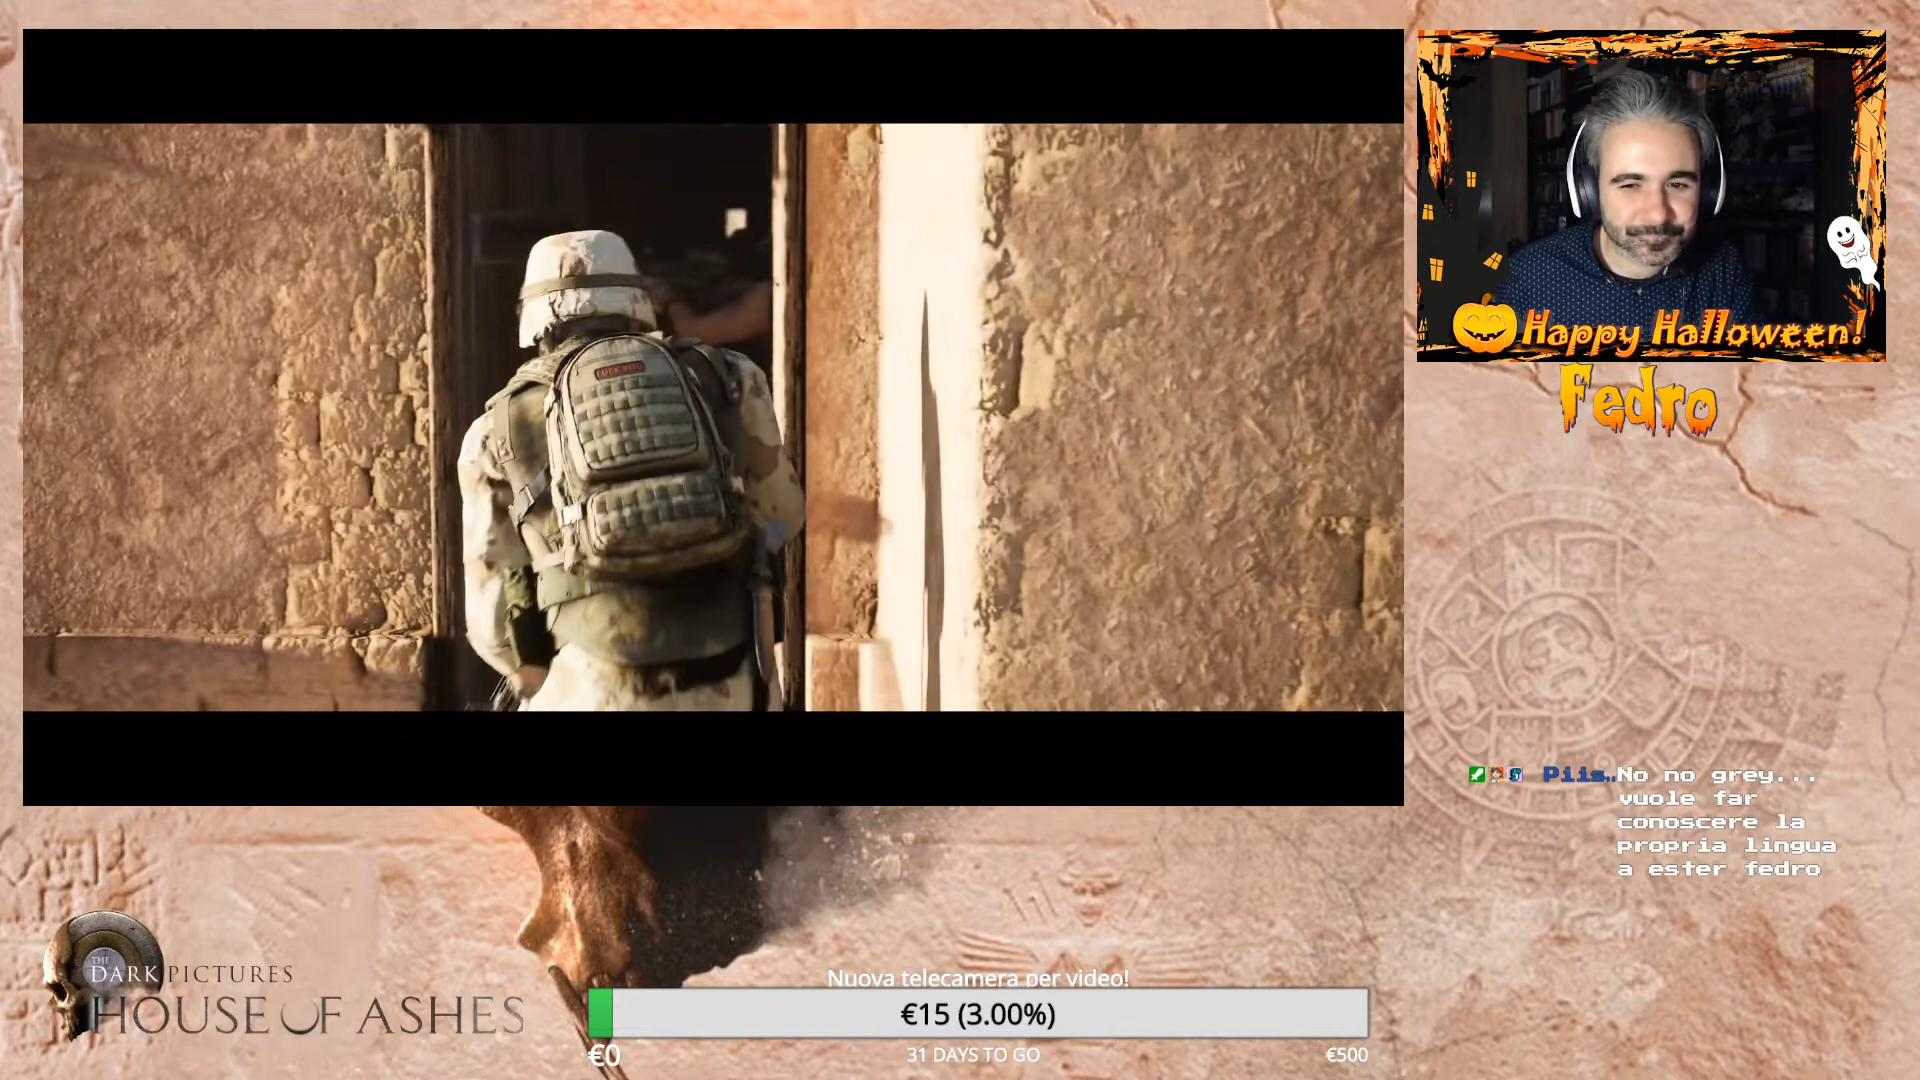 Happy Halloween!
Fedro
Piis..No no grey...
vuole far
conoscere la
propria lingua
a ester fedro
THE
DARK PICTURES
HOUSE OF ASHES
Nuova telecamera per video!
€15 (3.00%)
€0
31 DAYS TO GO
€500